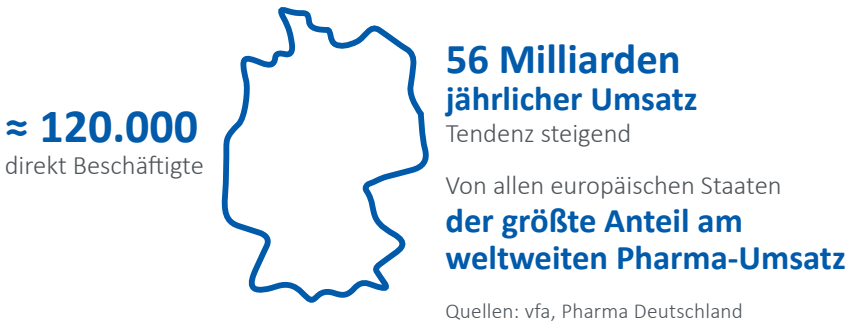 ≈ 120.000
direkt Beschäftigte
56 Milliarden
jährlicher Umsatz
Tendenz steigend
Von allen europäischen Staaten
der größte Anteil am
weltweiten Pharma-Umsatz
Quellen: vfa, Pharma Deutschland